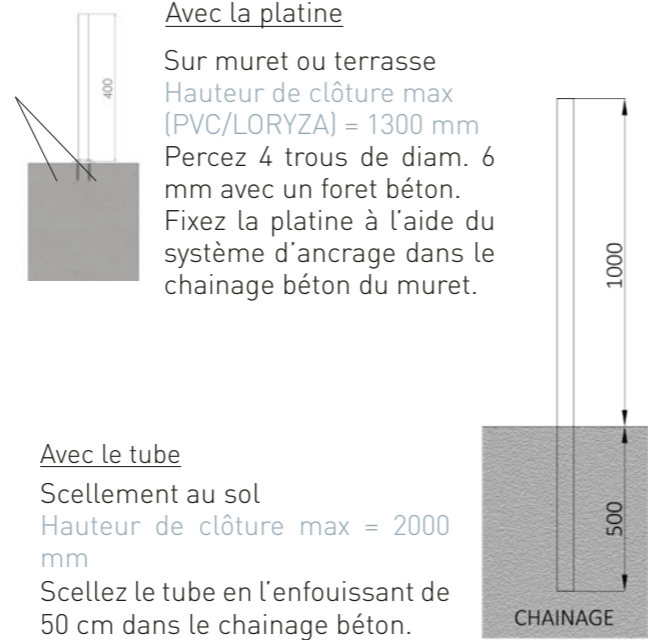 Avec la platine
400
Sur muret ou terrasse
Hauteur de clôture max
(PVC/LORYZA) = 1300 mm
Percez 4 trous de diam. 6
mm avec un foret béton.
Fixez la platine à l'aide du
système d'ancrage dans le
chainage béton du muret.
1000
Avec le tube
Scellement au sol
Hauteur de clôture max = 2000
mm
Scellez le tube en l'enfouissant de
50 cm dans le chainage béton.
500
CHAINAGE